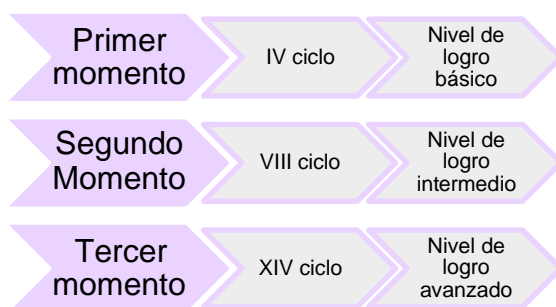 Primer
momento
IV ciclo
Nivel de
logro
básico
Segundo
Momento
VIII ciclo
Nivel de
logro
intermedio
Tercer
momento
XIV ciclo
Nivel de
logro
avanzado